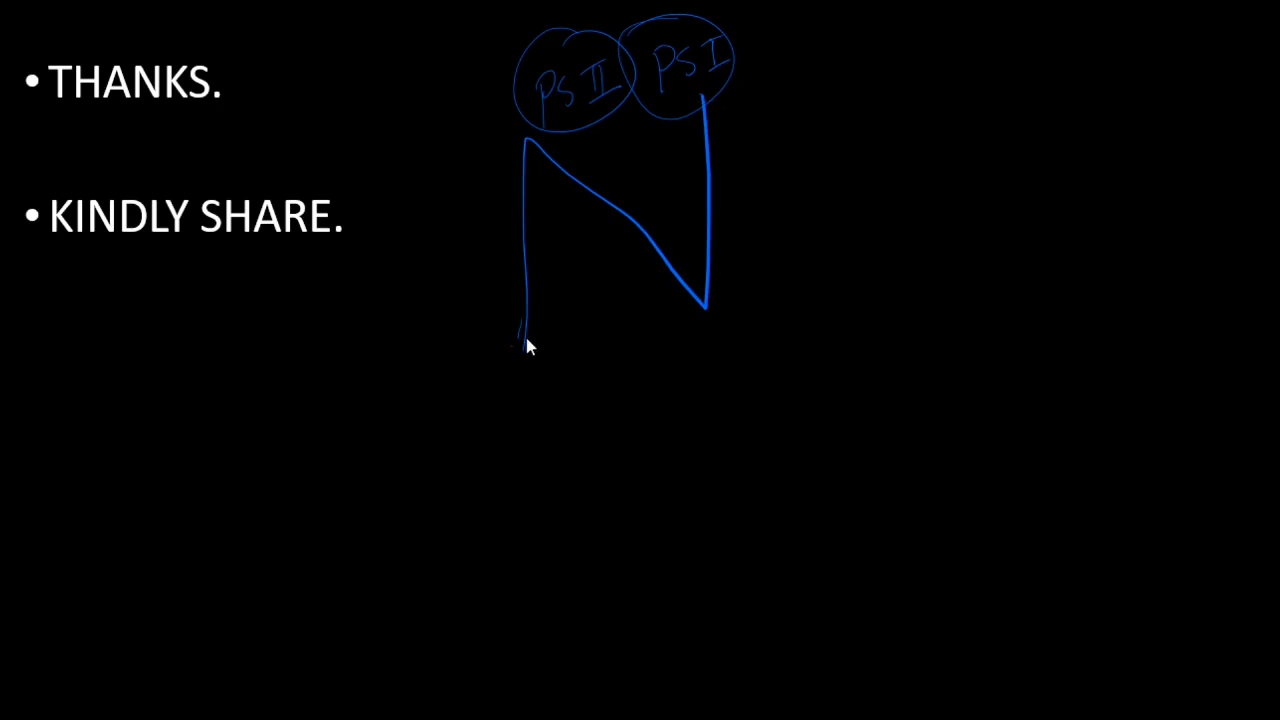 • THANKS.
• KINDLY SHARE.
PS II
PS I